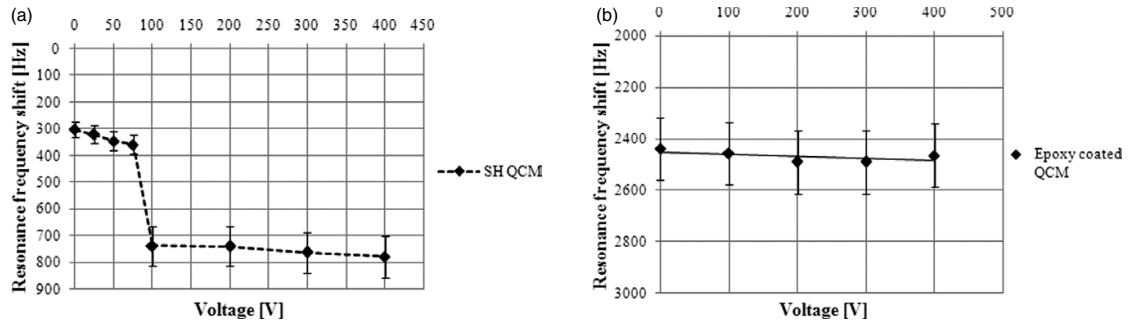 (a)
0 50 100 150 200 250 300 350 400 450
0
100
200
300
400
500
600
700
800
900
Resonance frequency shift [Hz]
Voltage [V]
SH QCM
(b)
0 100 200 300 400 500
2000
2200
2400
2600
2800
3000
Resonance frequency shift [Hz]
Voltage [V]
Epoxy coated
QCM